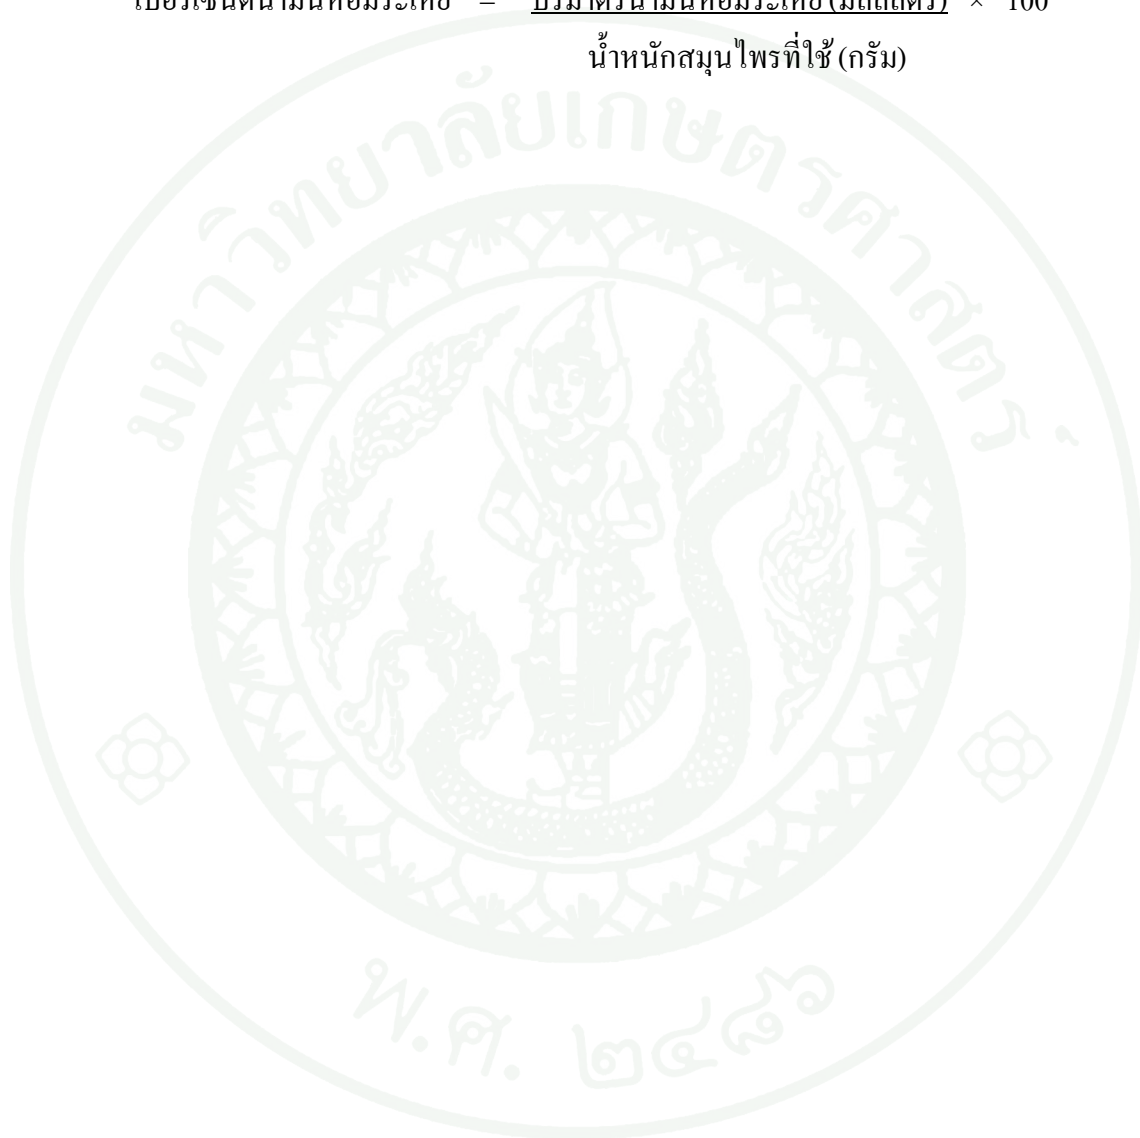 เปอร์เซ็นต์น้ำมันหอมระเหย = ปริมาตรน้ำมันหอมระเหย (มิลลิลิตร) × 100
น้ำหนักสมุนไพรที่ใช้ (กรัม)
มหาวิทยาลัยเกษตรศาสตร์
พ.ศ. ๒๔๘๖